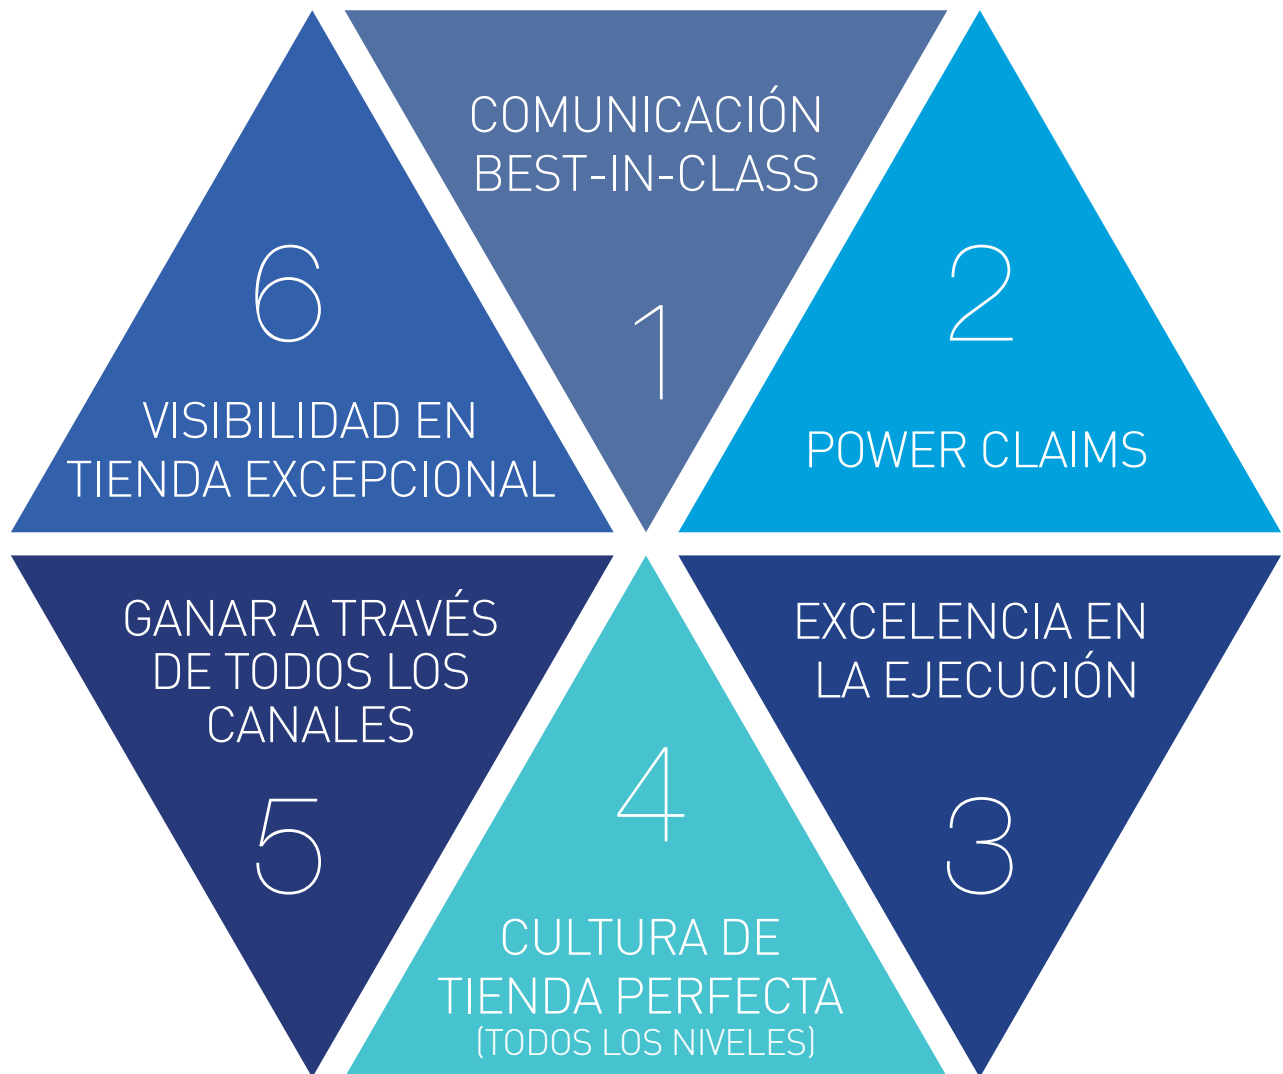 COMUNICACIÓN
BEST-IN-CLASS
1
2
POWER CLAIMS
EXCELENCIA EN
LA EJECUCIÓN
3
4
CULTURA DE
TIENDA PERFECTA
(TODOS LOS NIVELES)
GANAR A TRAVÉS
DE TODOS LOS
CANALES
5
6
VISIBILIDAD EN
TIENDA EXCEPCIONAL